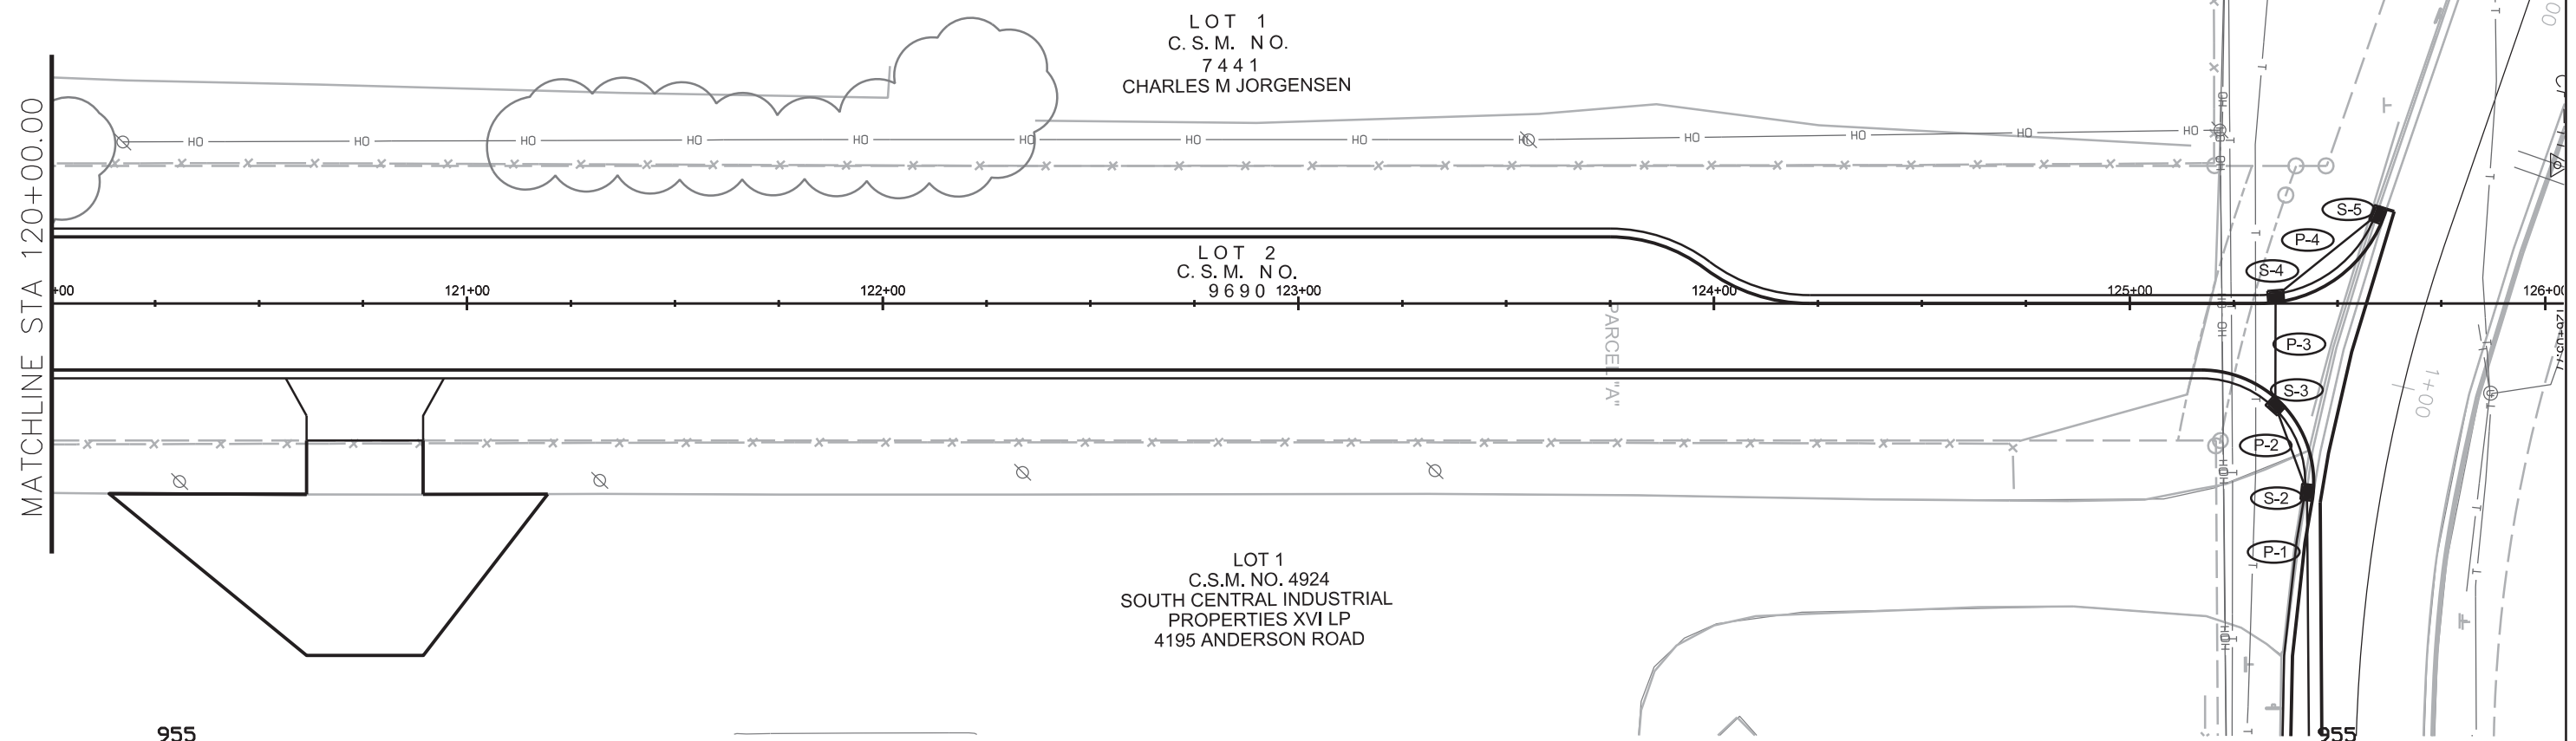 LOT 1
C.S.M. NO.
7441
CHARLES M JORGENSEN
MATCHLINE STA 120+00.00
LOT 2
C.S.M. NO.
9690
+00
121+00
122+00
123+00
124+00
125+00
126+00
PARCEL "A"
S-5
P-4
S-4
P-3
S-3
P-2
S-2
P-1
1+00
LOT 1
C.S.M. NO. 4924
SOUTH CENTRAL INDUSTRIAL
PROPERTIES XVI LP
4195 ANDERSON ROAD
955
955